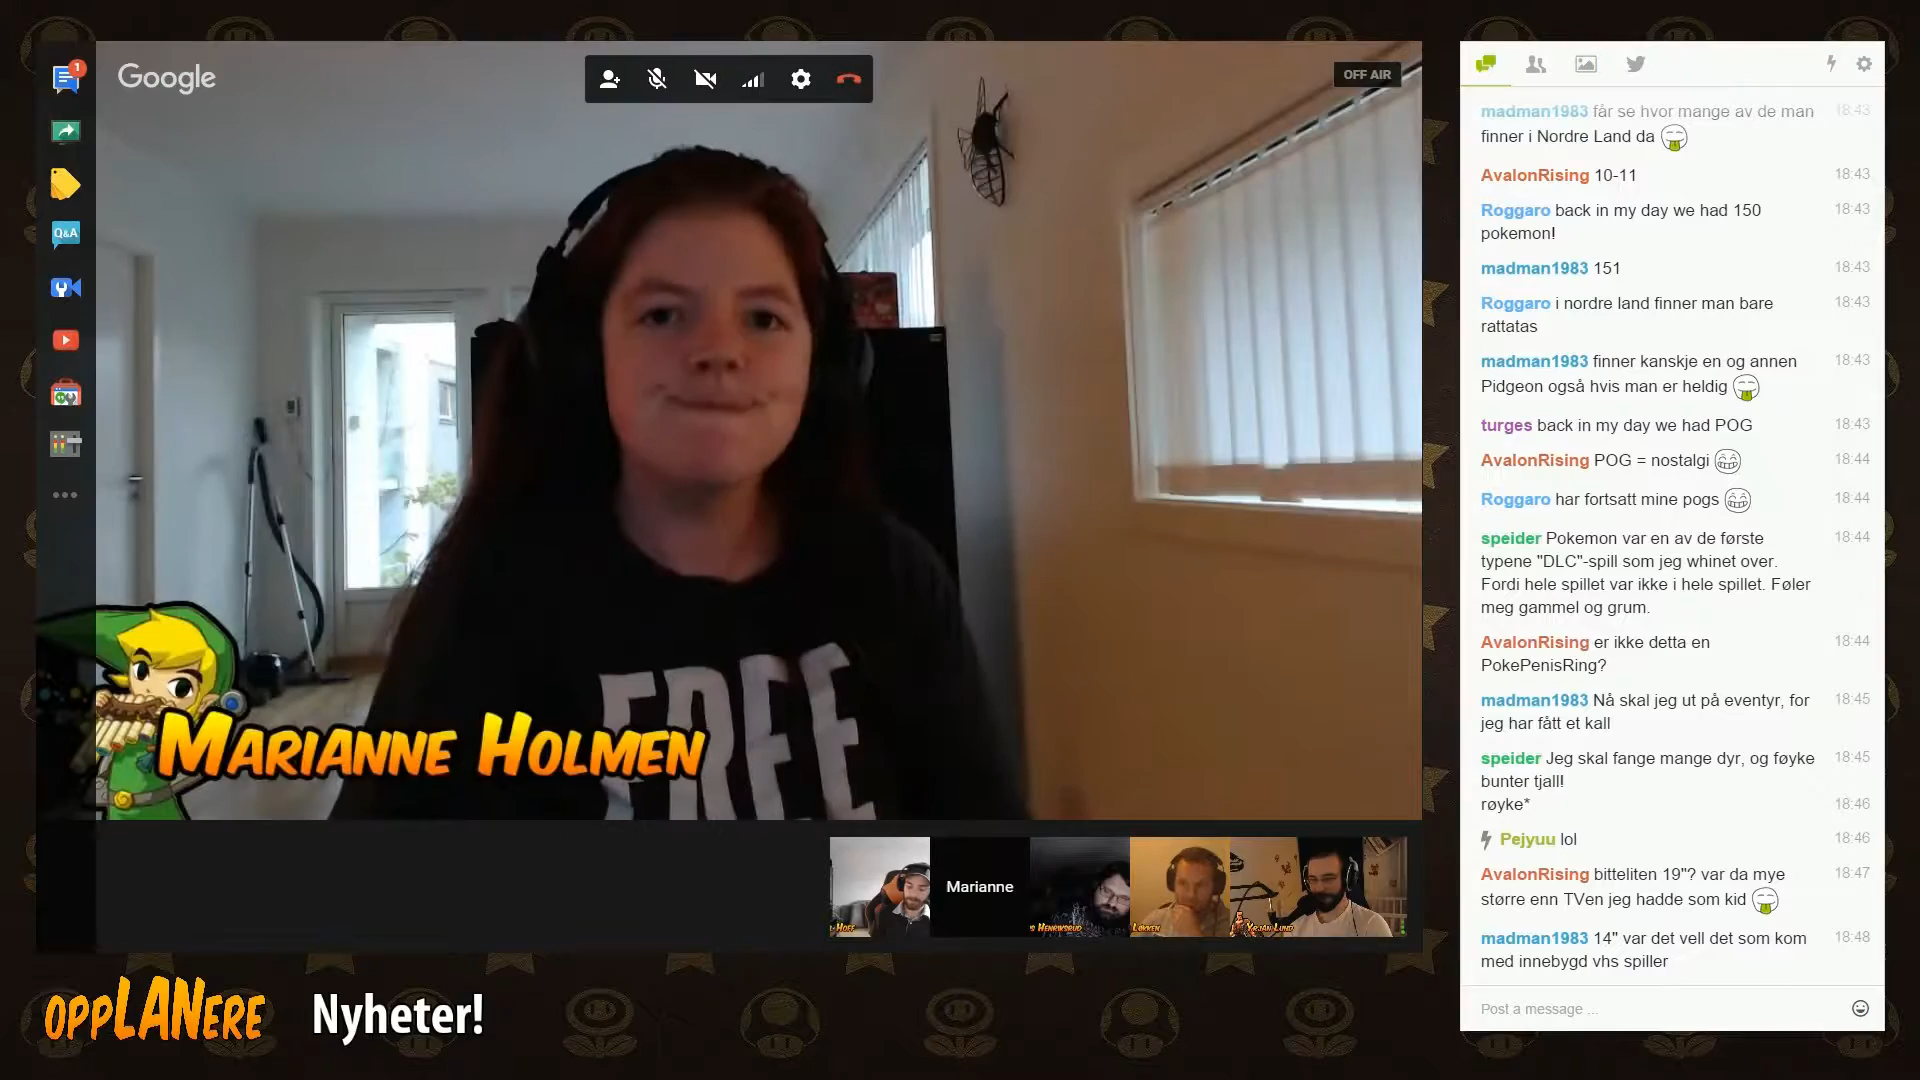 1
Google
OFF AIR
Q&A
FREE
MARIANNE HOLMEN
Marianne
HOFF
HENRIKSRUD
LØKKEN
YRJAN LUND
OPPLANERE
Nyheter!
madman1983 får se hvor mange av de man 18:43
finner i Nordre Land da
AvalonRising 10-11 18:43
Roggaro back in my day we had 150 18:43
pokemon!
madman1983 151 18:43
Roggaro i nordre land finner man bare 18:43
rattatas
madman1983 finner kanskje en og annen 18:43
Pidgeon også hvis man er heldig
turges back in my day we had POG 18:43
AvalonRising POG = nostalgi 18:44
Roggaro har fortsatt mine pogs 18:44
speider Pokemon var en av de første 18:44
typene "DLC"-spill som jeg whinet over.
Fordi hele spillet var ikke i hele spillet. Føler
meg gammel og grum.
AvalonRising er ikke detta en 18:44
PokePenisRing?
madman1983 Nå skal jeg ut på eventyr, for 18:45
jeg har fått et kall
speider Jeg skal fange mange dyr, og føyke 18:45
bunter tjall!
røyke* 18:46
Pejyuu lol 18:46
AvalonRising bitteliten 19"? var da mye 18:47
større enn TVen jeg hadde som kid
madman1983 14" var det vell det som kom 18:48
med innebygd vhs spiller
Post a message ...